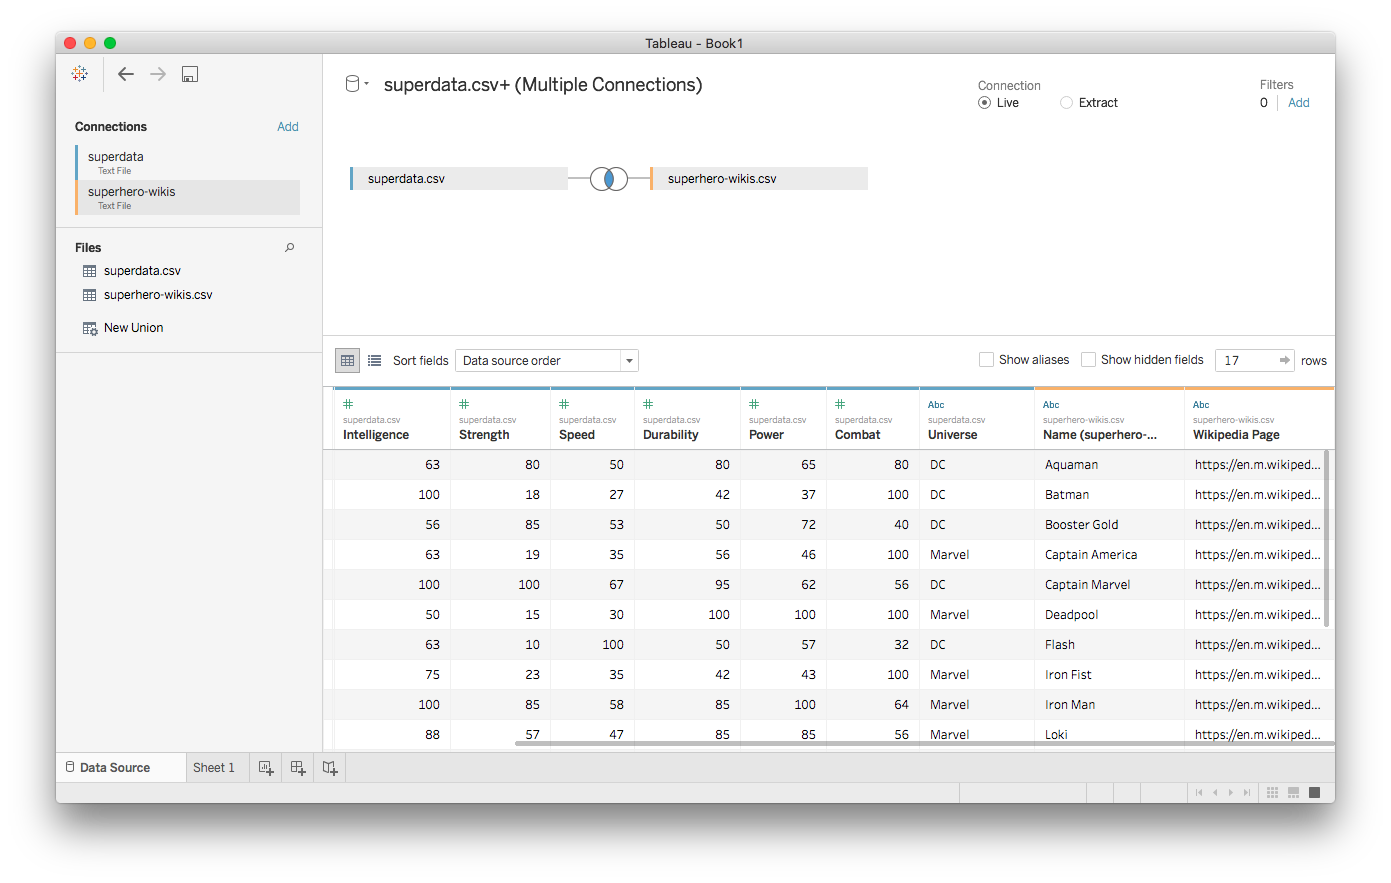 Tableau - Book1
Connections Add
superdata
Text File
superhero-wikis
Text File
Files
superdata.csv
superhero-wikis.csv
New Union
superdata.csv+ (Multiple Connections)
Connection
Live Extract
Filters
0 Add
superdata.csv superhero-wikis.csv
Sort fields Data source order Show aliases Show hidden fields 17 rows
# # # # # # Abc Abc Abc
superdata.csv superdata.csv superdata.csv superdata.csv superdata.csv superdata.csv superdata.csv superhero-wikis.csv superhero-wikis.csv
Intelligence Strength Speed Durability Power Combat Universe Name (superhero-... Wikipedia Page
63 80 50 80 65 80 DC Aquaman https://en.m.wikiped...
100 18 27 42 37 100 DC Batman https://en.m.wikiped...
56 85 53 50 72 40 DC Booster Gold https://en.m.wikiped...
63 19 35 56 46 100 Marvel Captain America https://en.m.wikiped...
100 100 67 95 62 56 DC Captain Marvel https://en.m.wikiped...
50 15 30 100 100 100 Marvel Deadpool https://en.m.wikiped...
63 10 100 50 57 32 DC Flash https://en.m.wikiped...
75 23 35 42 43 100 Marvel Iron Fist https://en.m.wikiped...
100 85 58 85 100 64 Marvel Iron Man https://en.m.wikiped...
88 57 47 85 85 56 Marvel Loki https://en.m.wikiped...
Data Source Sheet 1